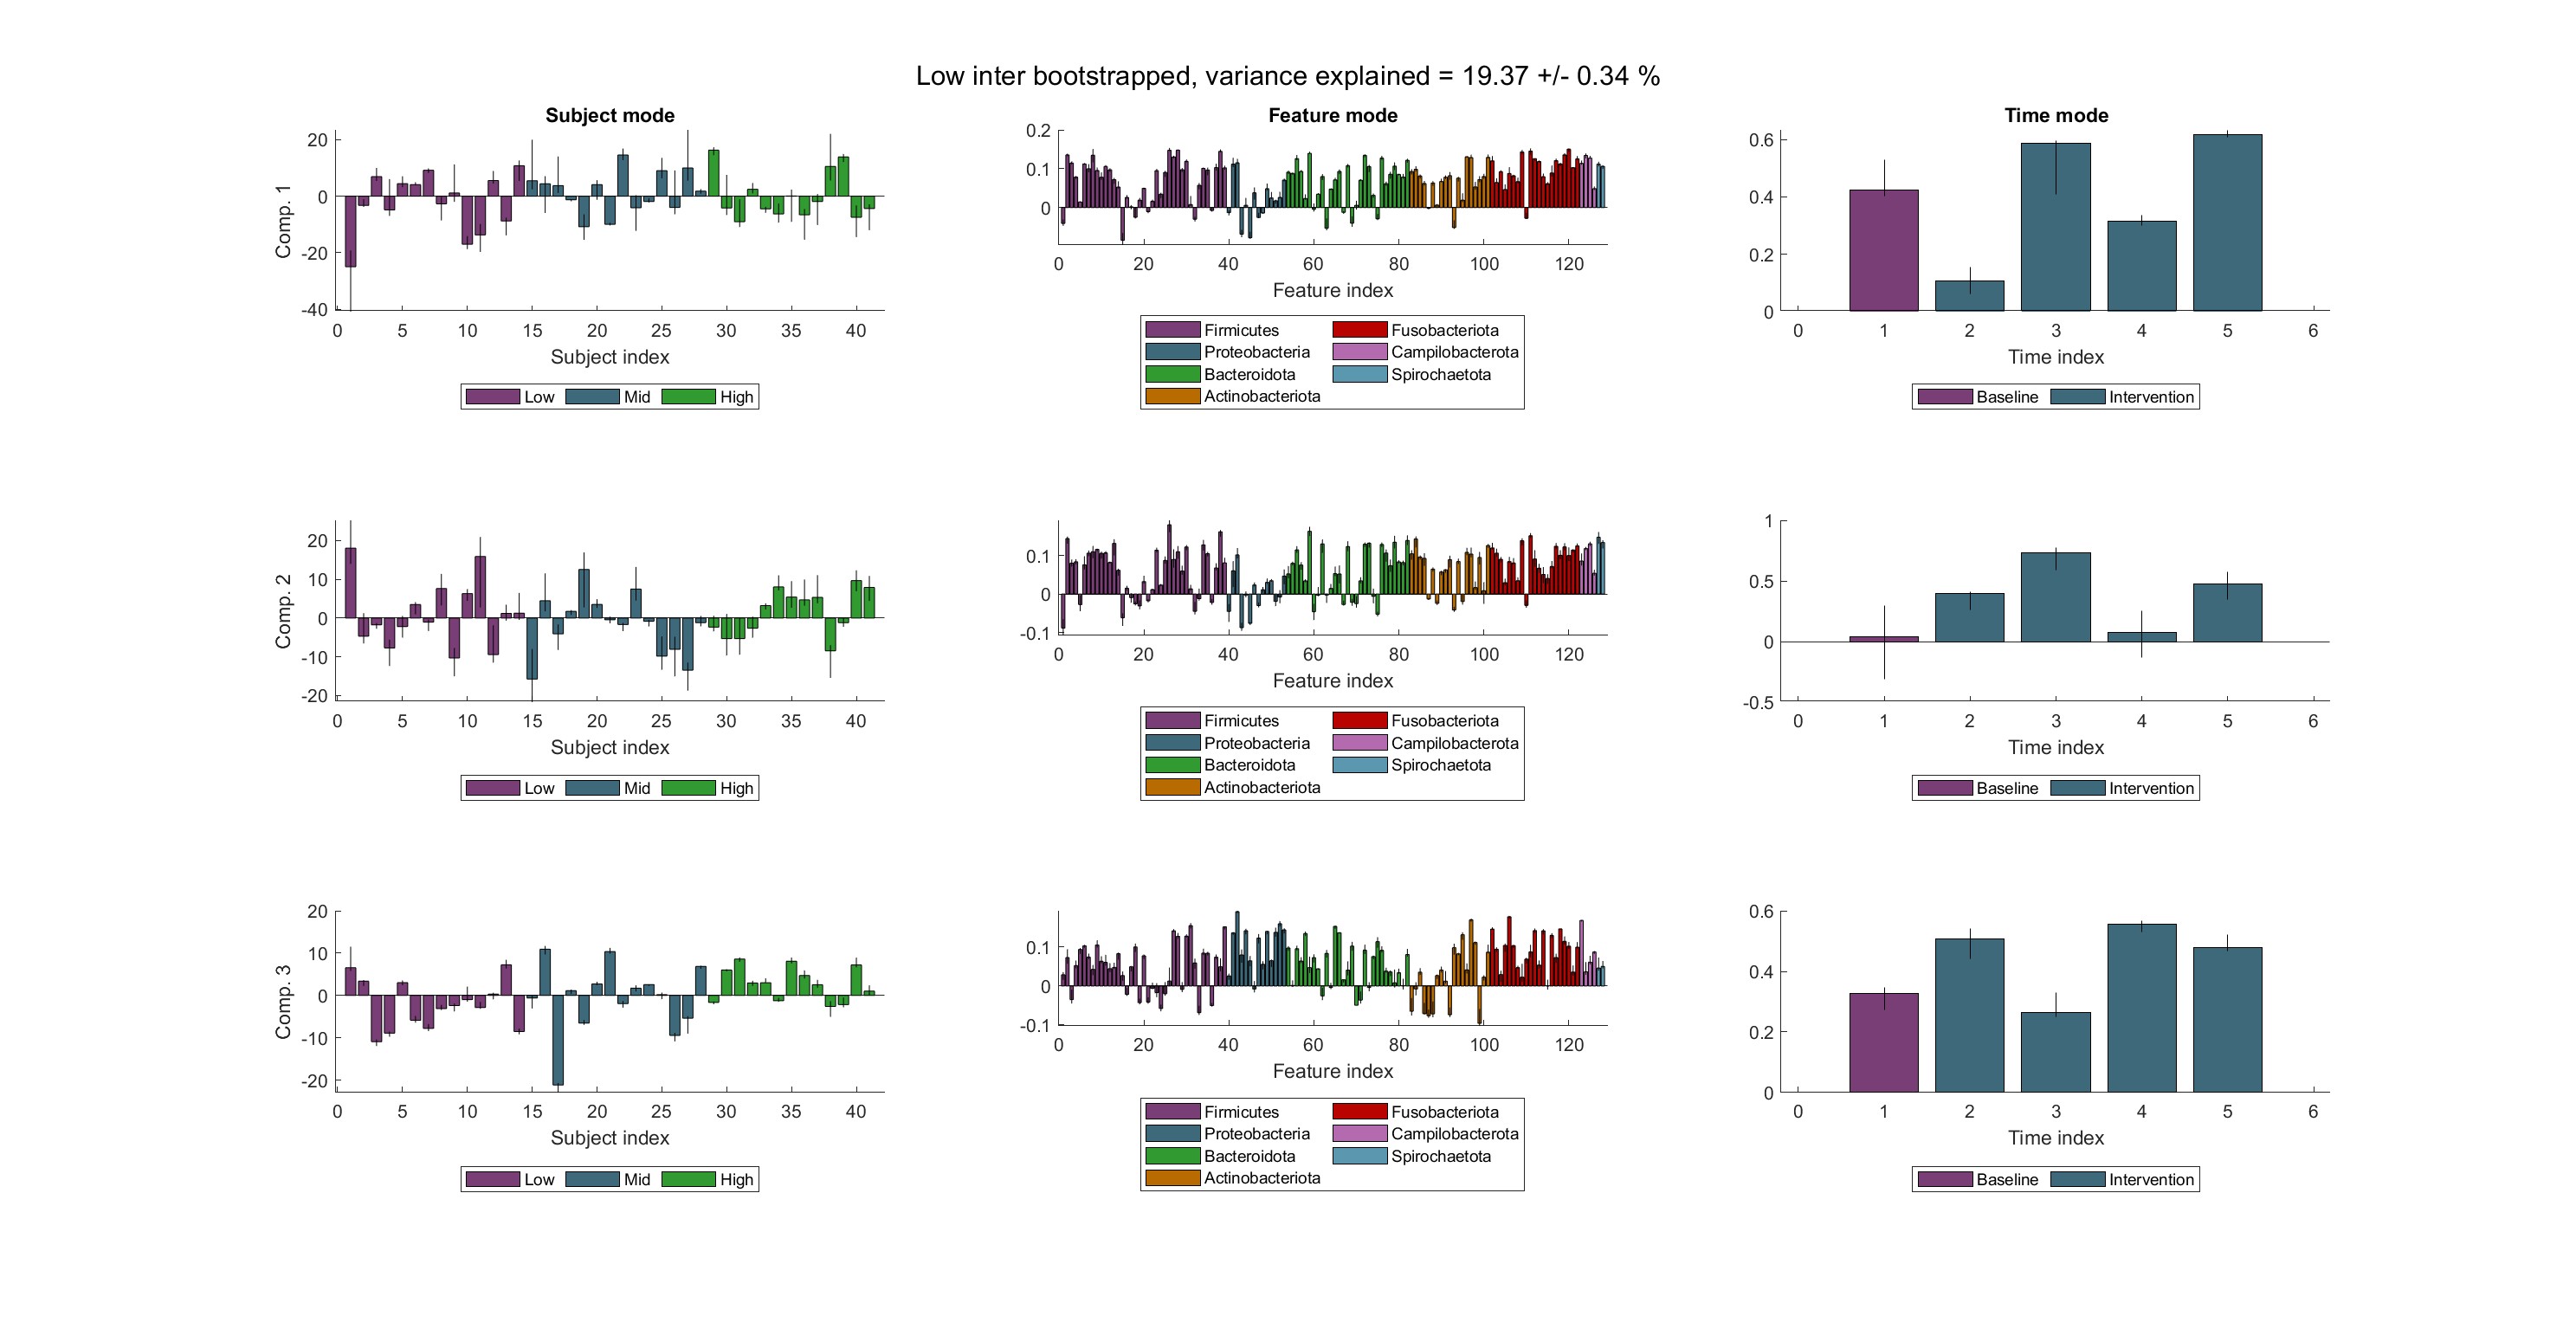 Low inter bootstrapped, variance explained = 19.37 +/- 0.34 %
Subject mode
Feature mode
Time mode
Comp. 1
20
0
-20
-40
0 5 10 15 20 25 30 35 40
Subject index
Low Mid High
0.2
0.1
0
0 20 40 60 80 100 120
Feature index
Firmicutes Fusobacteriota
Proteobacteria Campilobacterota
Bacteroidota Spirochaetota
Actinobacteriota
0.6
0.4
0.2
0
0 1 2 3 4 5 6
Time index
Baseline Intervention
Comp. 2
20
10
0
-10
-20
0 5 10 15 20 25 30 35 40
Subject index
Low Mid High
0.1
0
-0.1
0 20 40 60 80 100 120
Feature index
Firmicutes Fusobacteriota
Proteobacteria Campilobacterota
Bacteroidota Spirochaetota
Actinobacteriota
1
0.5
0
-0.5
0 1 2 3 4 5 6
Time index
Baseline Intervention
Comp. 3
20
10
0
-10
-20
0 5 10 15 20 25 30 35 40
Subject index
Low Mid High
0.1
0
-0.1
0 20 40 60 80 100 120
Feature index
Firmicutes Fusobacteriota
Proteobacteria Campilobacterota
Bacteroidota Spirochaetota
Actinobacteriota
0.6
0.4
0.2
0
0 1 2 3 4 5 6
Time index
Baseline Intervention